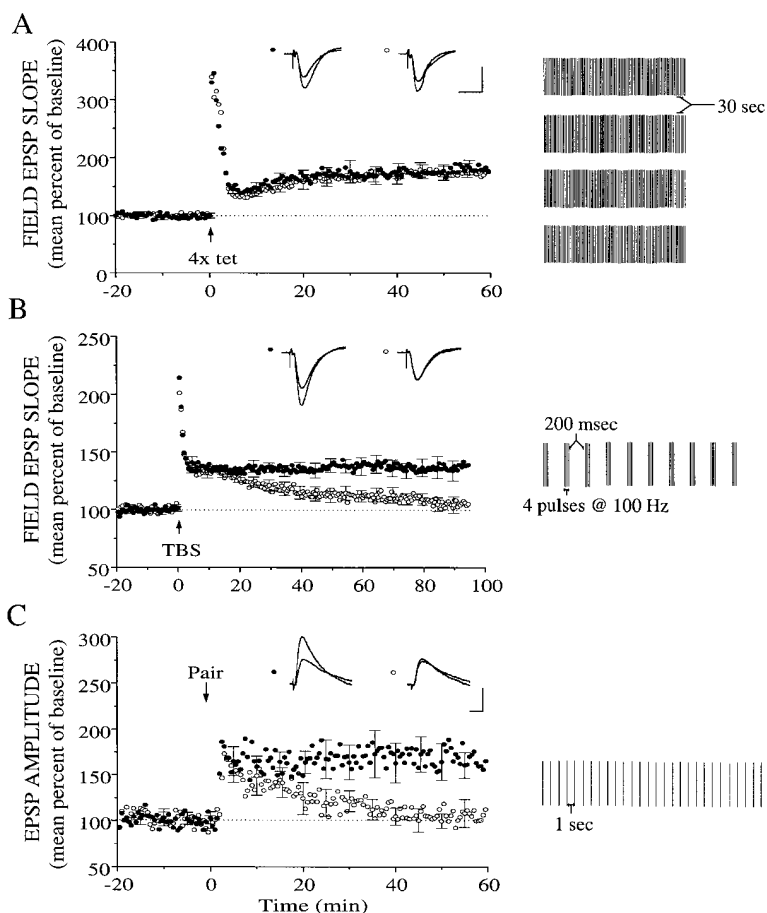 A
FIELD EPSP SLOPE
(mean percent of baseline)
400
300
200
100
0
-20
0
20
40
60
4x tet
30 sec
B
FIELD EPSP SLOPE
(mean percent of baseline)
250
200
150
100
50
-20
0
20
40
60
80
100
TBS
200 msec
4 pulses @ 100 Hz
C
EPSP AMPLITUDE
(mean percent of baseline)
300
250
200
150
100
50
-20
0
20
40
60
Pair
Time (min)
1 sec